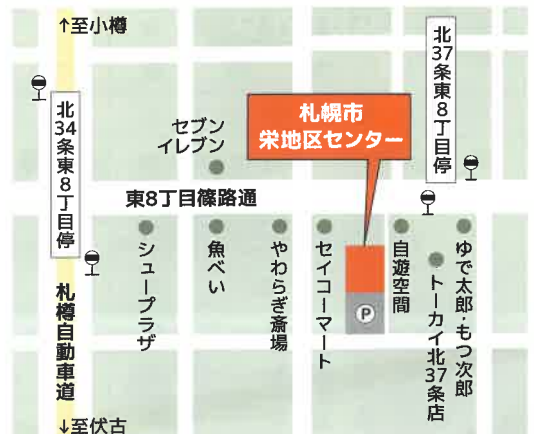 ↑至小樽
北34条東8丁目停
札樽自動車道
↓至伏古
セブン
イレブン
東8丁目篠路通
札幌市
栄地区センター
北37条東8丁目停
シュープラザ
魚べい
やわらぎ斎場
セイコーマート
P
自遊空間
トーカイ北37条店
ゆで太郎・もつ次郎